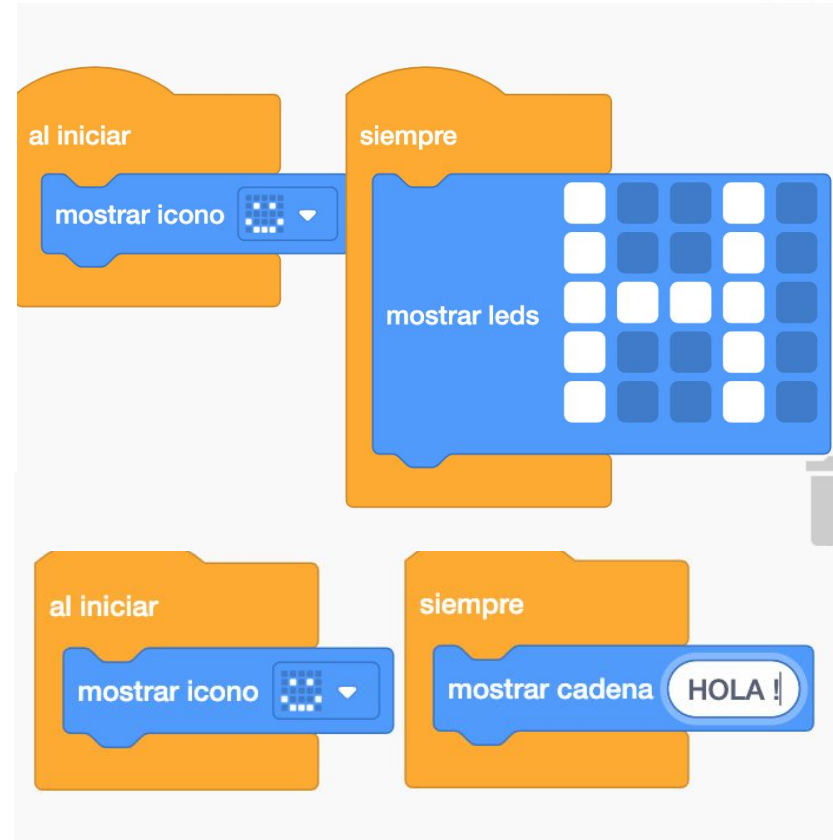 al iniciar
mostrar icono
siempre
mostrar leds
al iniciar
mostrar icono
siempre
mostrar cadena HOLA !